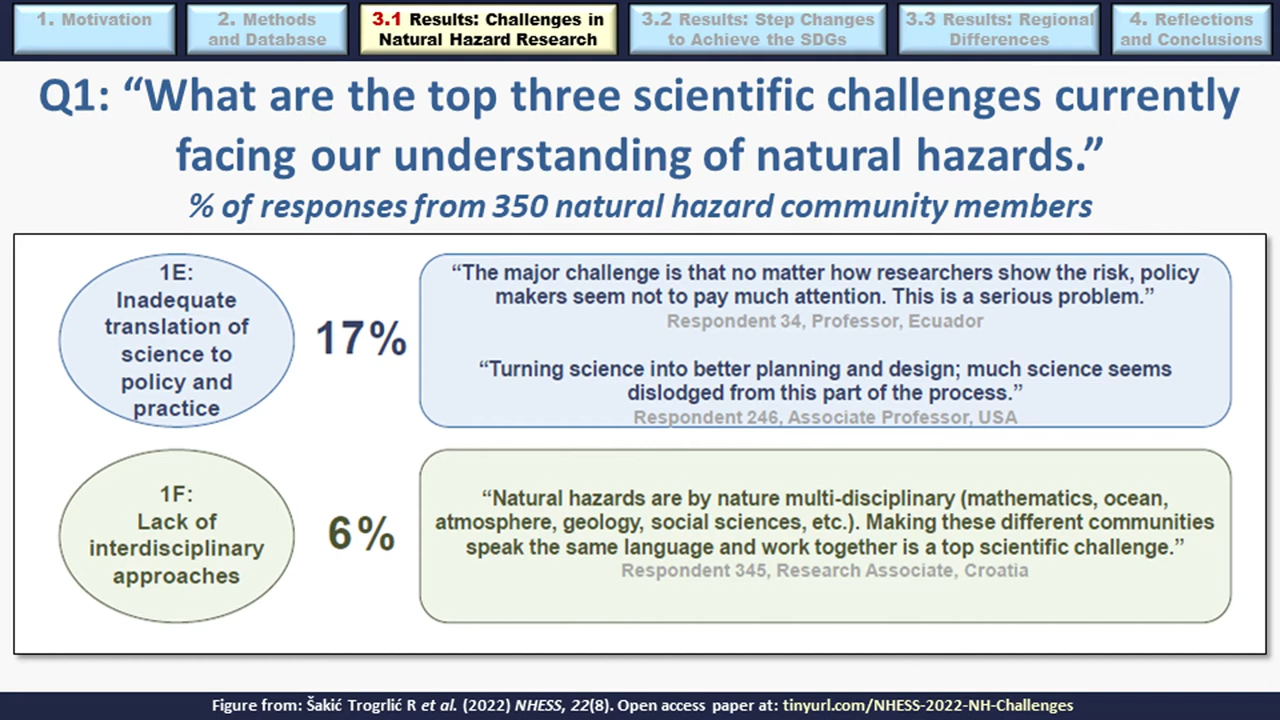 1. Motivation
2. Methods
and Database
3.1 Results: Challenges in
Natural Hazard Research
3.2 Results: Step Changes
to Achieve the SDGs
3.3 Results: Regional
Differences
4. Reflections
and Conclusions
Q1: “What are the top three scientific challenges currently
facing our understanding of natural hazards.”
% of responses from 350 natural hazard community members
1E:
Inadequate
translation of
science to
policy and
practice
17%
“The major challenge is that no matter how researchers show the risk, policy
makers seem not to pay much attention. This is a serious problem.”
Respondent 34, Professor, Ecuador
“Turning science into better planning and design; much science seems
dislodged from this part of the process.”
Respondent 246, Associate Professor, USA
1F:
Lack of
interdisciplinary
approaches
6%
“Natural hazards are by nature multi-disciplinary (mathematics, ocean,
atmosphere, geology, social sciences, etc.). Making these different communities
speak the same language and work together is a top scientific challenge.”
Respondent 345, Research Associate, Croatia
Figure from: Šakić Trogrlić R et al. (2022) NHESS, 22(8). Open access paper at: tinyurl.com/NHESS-2022-NH-Challenges